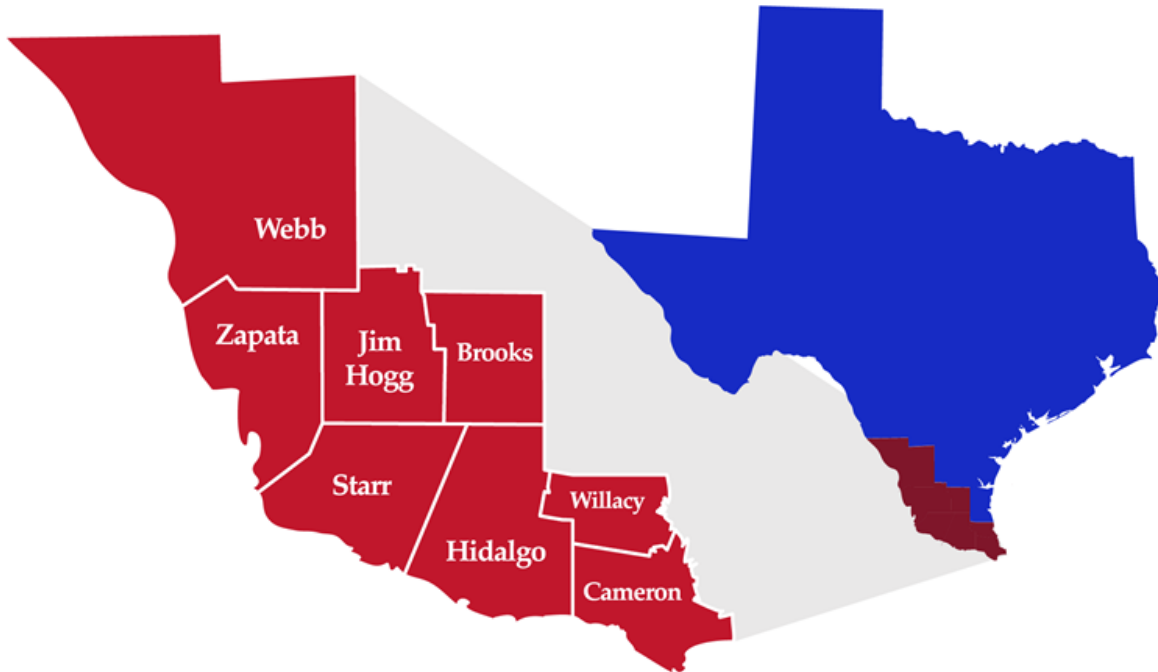 Webb
Zapata
Jim
Hogg
Brooks
Starr
Willacy
Hidalgo
Cameron